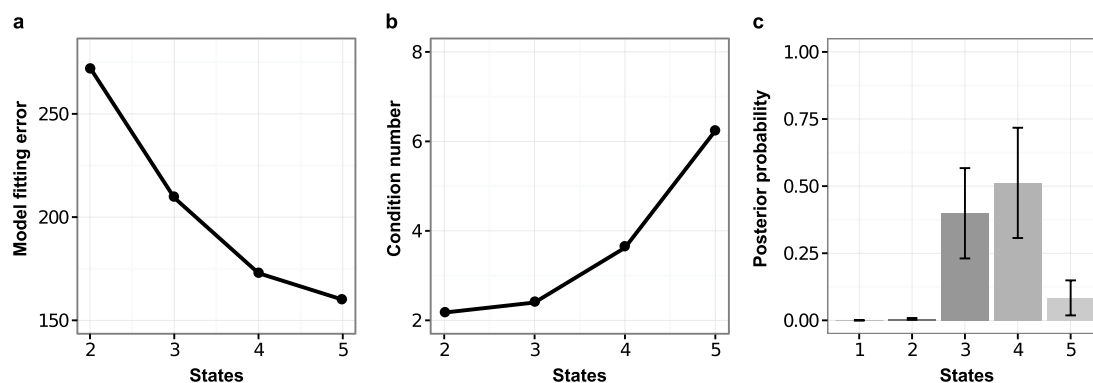 a
Model fitting error
250
200
150
2 3 4 5
States
b
Condition number
8
6
4
2
2 3 4 5
States
c
Posterior probability
1.00
0.75
0.50
0.25
0.00
1 2 3 4 5
States